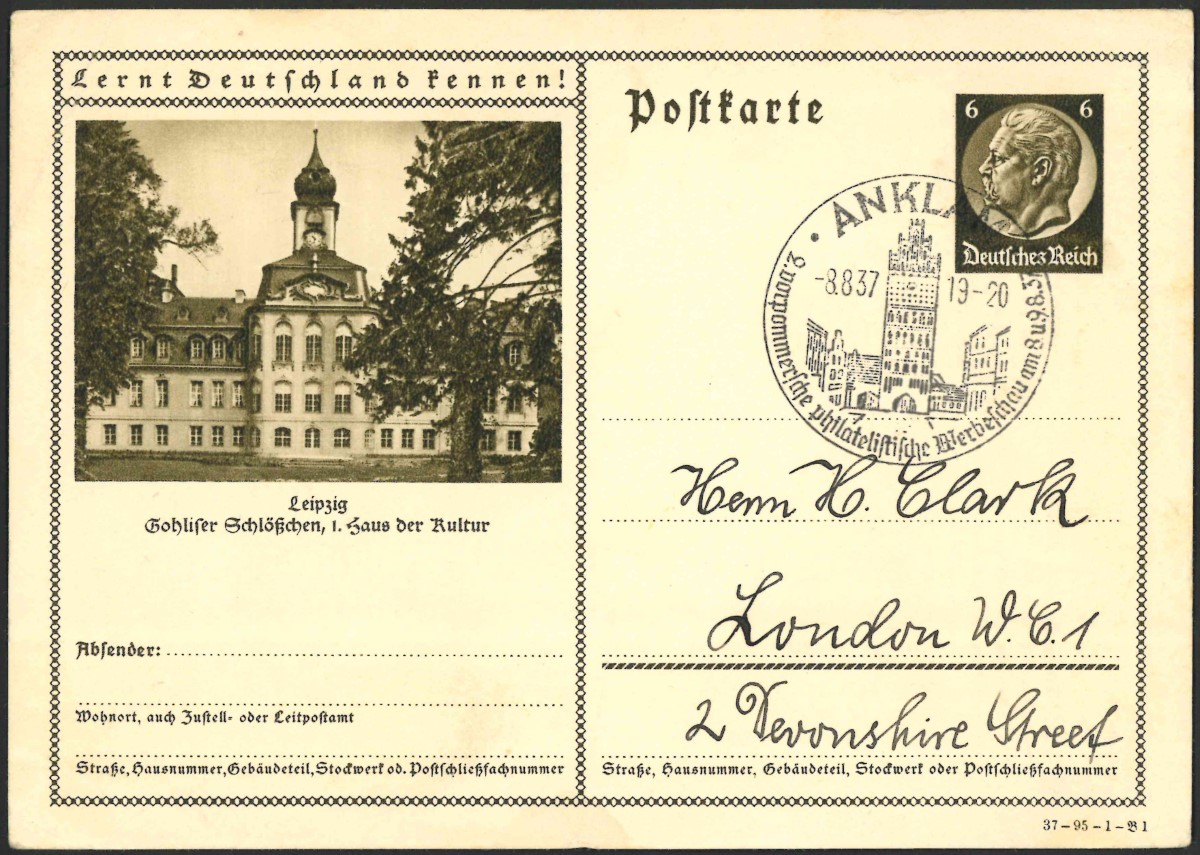 Lernt Deutschland kennen!
Leipzig
Gohliser Schlößchen, 1. Haus der Kultur
Absender:
Wohnort, auch Zustell- oder Leitpostamt
Straße, Hausnummer, Gebäudeteil, Stockwerk od. Postschließfachnummer
Postkarte
6 6
Deutsches Reich
ANKLA
-8.8.37 19-20
2. vorpommersche philatelistische Werbeschau am 8. u. 9.8.37
Herrn H. Clark
London W.C.1
2 Devonshire Street
Straße, Hausnummer, Gebäudeteil, Stockwerk oder Postschließfachnummer
37-95-1-B 1